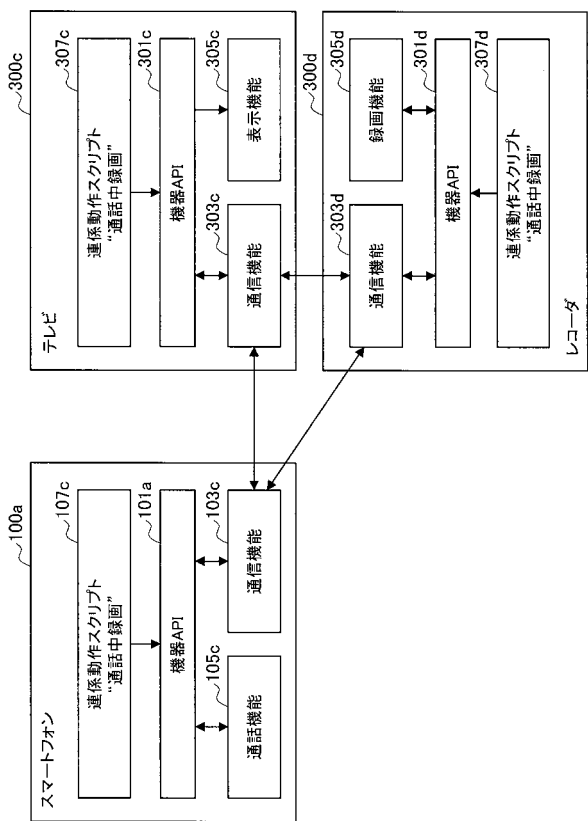 スマートフォン
100a
連係動作スクリプト
“通話中録画”
107c
機器API
101a
通話機能
105c
通信機能
103c
テレビ
300c
連係動作スクリプト
“通話中録画”
307c
機器API
301c
通信機能
303c
表示機能
305c
レコーダ
300d
通信機能
303d
録画機能
305d
機器API
301d
連係動作スクリプト
“通話中録画”
307d